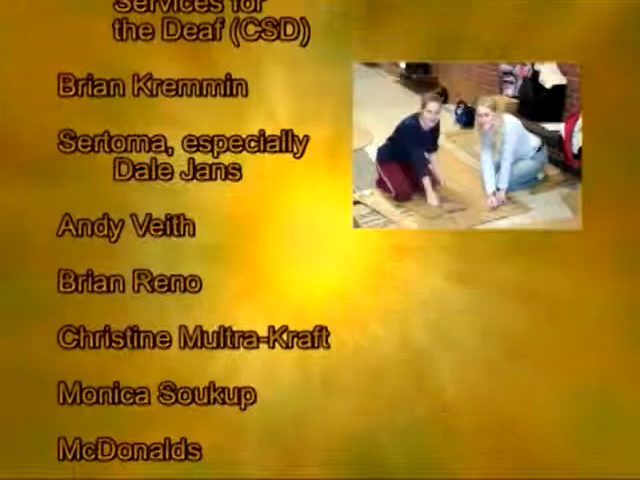 Services for
the Deaf (CSD)
Brian Kremmin
Sertoma, especially
Dale Jans
Andy Veith
Brian Reno
Christine Multra-Kraft
Monica Soukup
McDonalds